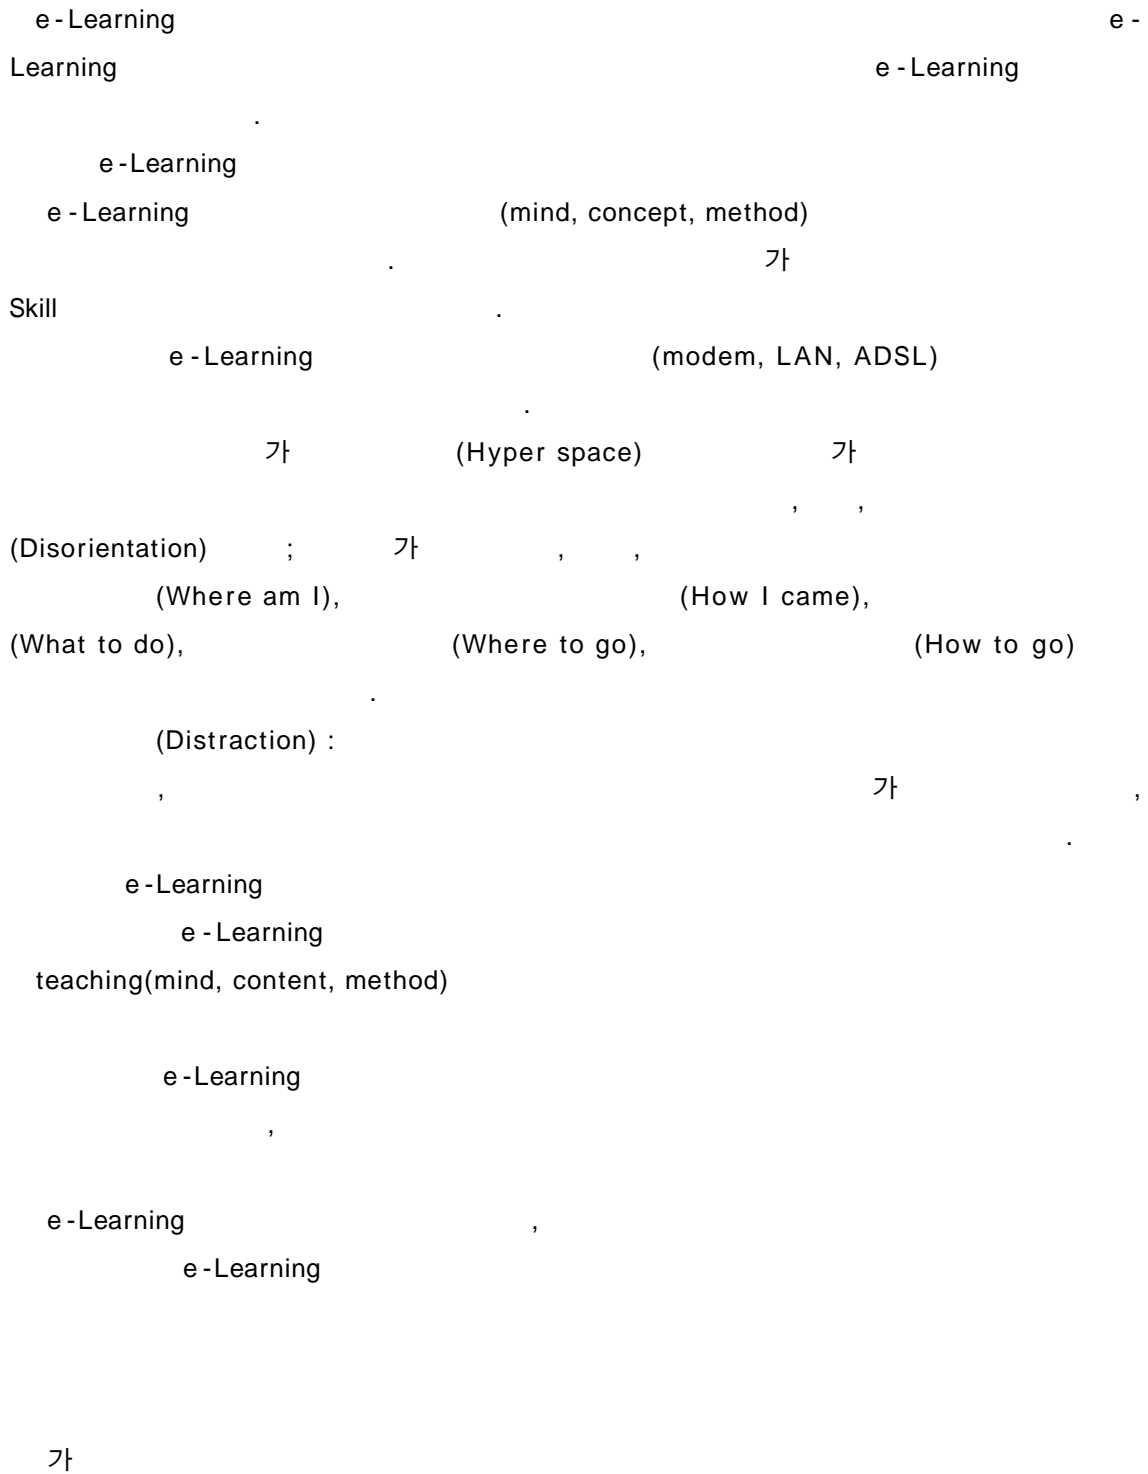 e-Learning e-
Learning e-Learning
.
e-Learning
e-Learning (mind, concept, method)
. 가
Skill .
e-Learning (modem, LAN, ADSL)
.
가 (Hyper space) 가
, ,
(Disorientation) ; 가 , ,
(Where am I), (How I came),
(What to do), (Where to go), (How to go)
.
(Distraction) :
, 가 ,
.
e-Learning
e-Learning
teaching(mind, content, method)
e-Learning
,
e-Learning ,
e-Learning
가